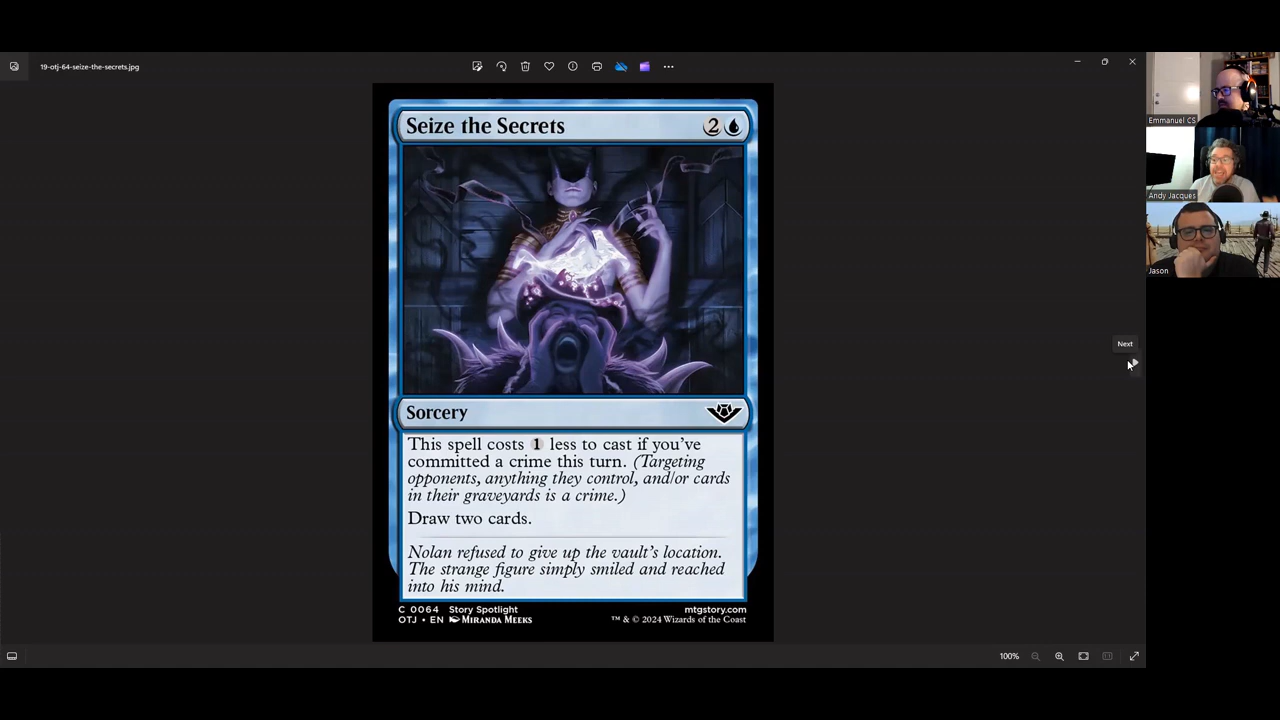 19-otj-64-seize-the-secrets.jpg
Emmanuel CS
Seize the Secrets 2
Andy Jacques
Jason
Next
Sorcery
This spell costs 1 less to cast if you've
committed a crime this turn. (Targeting
opponents, anything they control, and/or cards
in their graveyards is a crime.)
Draw two cards.
Nolan refused to give up the vault's location.
The strange figure simply smiled and reached
into his mind.
C 0064 Story Spotlight mtgstory.com
OTJ • EN MIRANDA MEEKS ™ & © 2024 Wizards of the Coast
100%